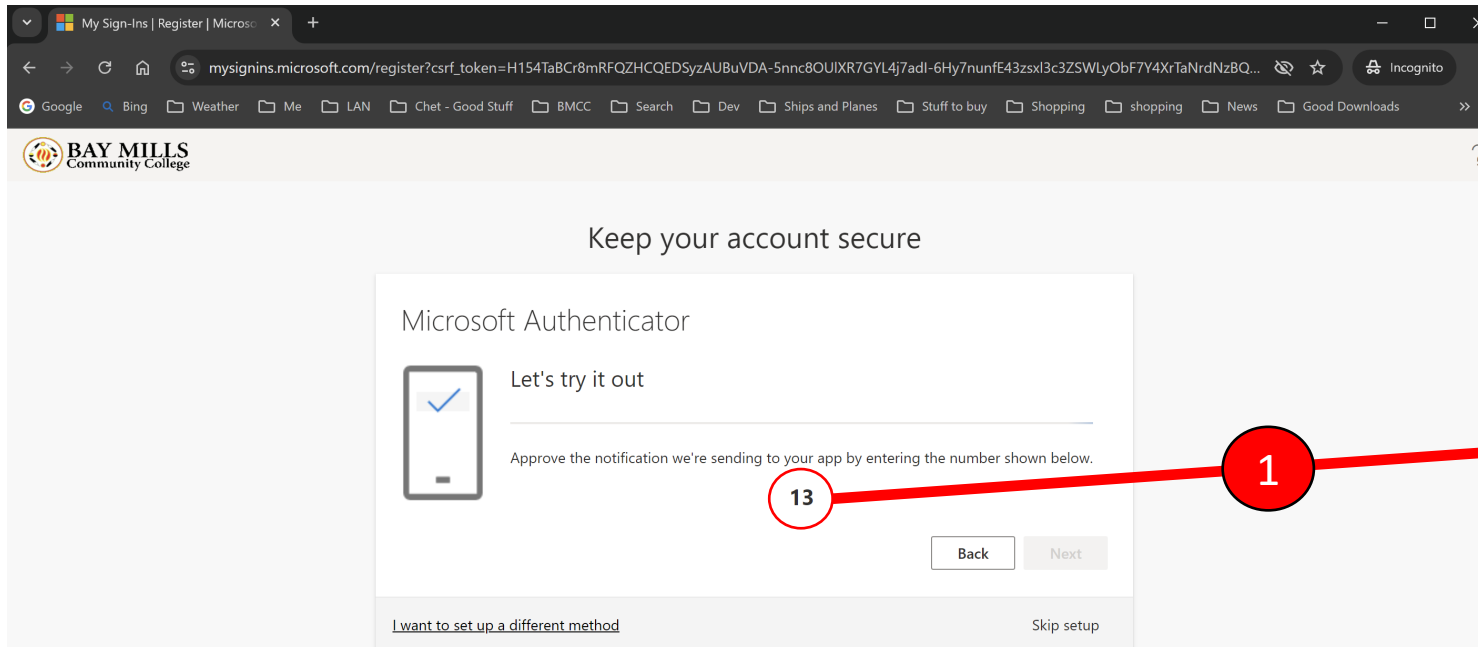 My Sign-Ins | Register | Microso
mysignins.microsoft.com/register?csrf_token=H154TaBCr8mRFQZHCQEDSyzAUBuVDA-5nnc8OUlXR7GYL4j7adI-6Hy7nunfE43zsxl3c3ZSWLyObF7Y4XrTaNrdNzBQ...
Incognito
Google Bing Weather Me LAN Chet - Good Stuff BMCC Search Dev Ships and Planes Stuff to buy Shopping shopping News Good Downloads »
BAY MILLS
Community College
Keep your account secure
Microsoft Authenticator
Let's try it out
Approve the notification we're sending to your app by entering the number shown below.
13
1
Back Next
I want to set up a different method Skip setup